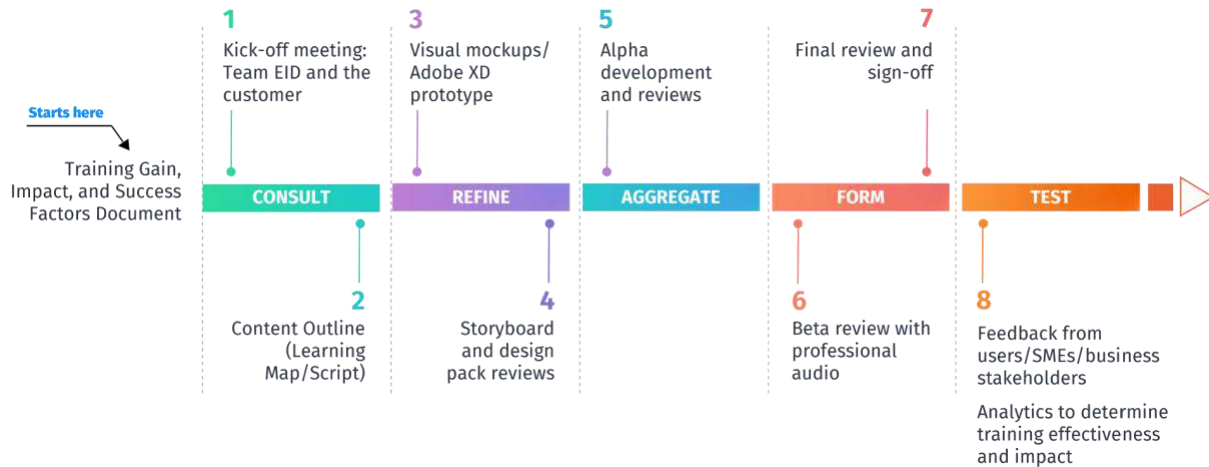 Starts here
Training Gain,
Impact, and Success
Factors Document
1
Kick-off meeting:
Team EID and the
customer
CONSULT
2
Content Outline
(Learning
Map/Script)
3
Visual mockups/
Adobe XD
prototype
REFINE
4
Storyboard
and design
pack reviews
5
Alpha
development
and reviews
AGGREGATE
6
Beta review with
professional
audio
FORM
7
Final review and
sign-off
TEST
8
Feedback from
users/SMEs/business
stakeholders
Analytics to determine
training effectiveness
and impact